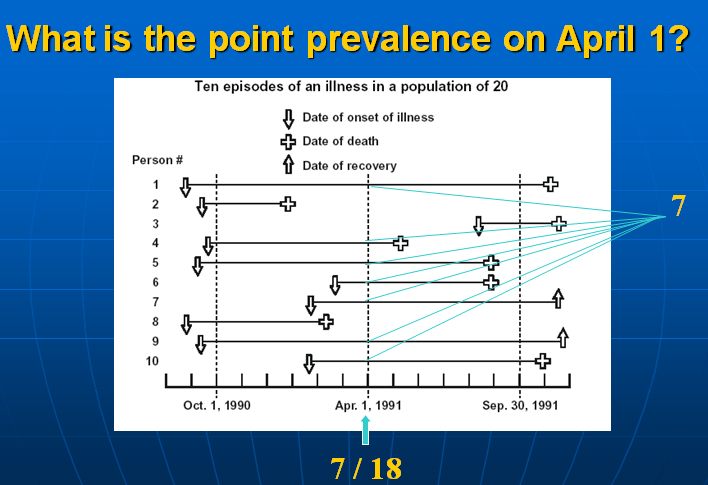 What is the point prevalence on April 1?
Ten episodes of an illness in a population of 20
Date of onset of illness
Date of death
Date of recovery
Person #
1
2
3
4
5
6
7
8
9
10
7
Oct. 1, 1990 Apr. 1, 1991 Sep. 30, 1991
7 / 18